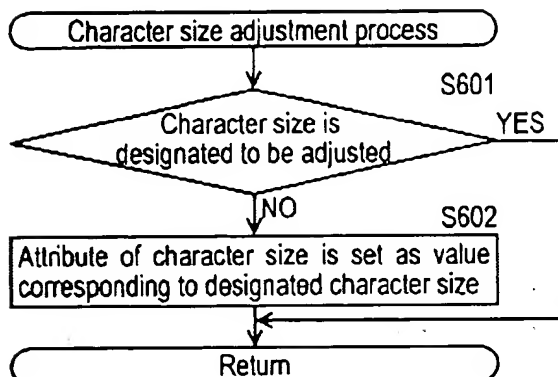 Character size adjustment process
S601
Character size is
designated to be adjusted
YES
NO
S602
Attribute of character size is set as value
corresponding to designated character size
Return